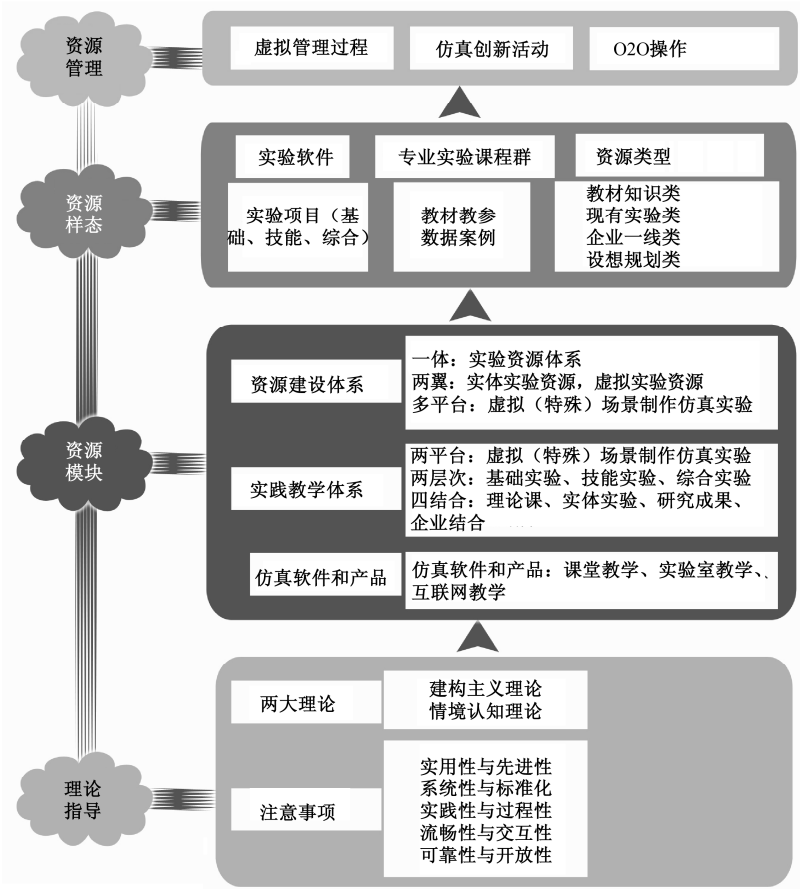 资源
管理
虚拟管理过程
仿真创新活动
O2O操作
资源
样态
实验软件
专业实验课程群
资源类型
实验项目（基
础、技能、综合）
教材教参
数据案例
教材知识类
现有实验类
企业一线类
设想规划类
资源
模块
资源建设体系
一体：实验资源体系
两翼：实体实验资源，虚拟实验资源
多平台：虚拟（特殊）场景制作仿真实验
实践教学体系
两平台：虚拟（特殊）场景制作仿真实验
两层次：基础实验、技能实验、综合实验
四结合：理论课、实体实验、研究成果、
企业结合
仿真软件和产品
仿真软件和产品：课堂教学、实验室教学、
互联网教学
理论
指导
两大理论
建构主义理论
情境认知理论
注意事项
实用性与先进性
系统性与标准化
实践性与过程性
流畅性与交互性
可靠性与开放性